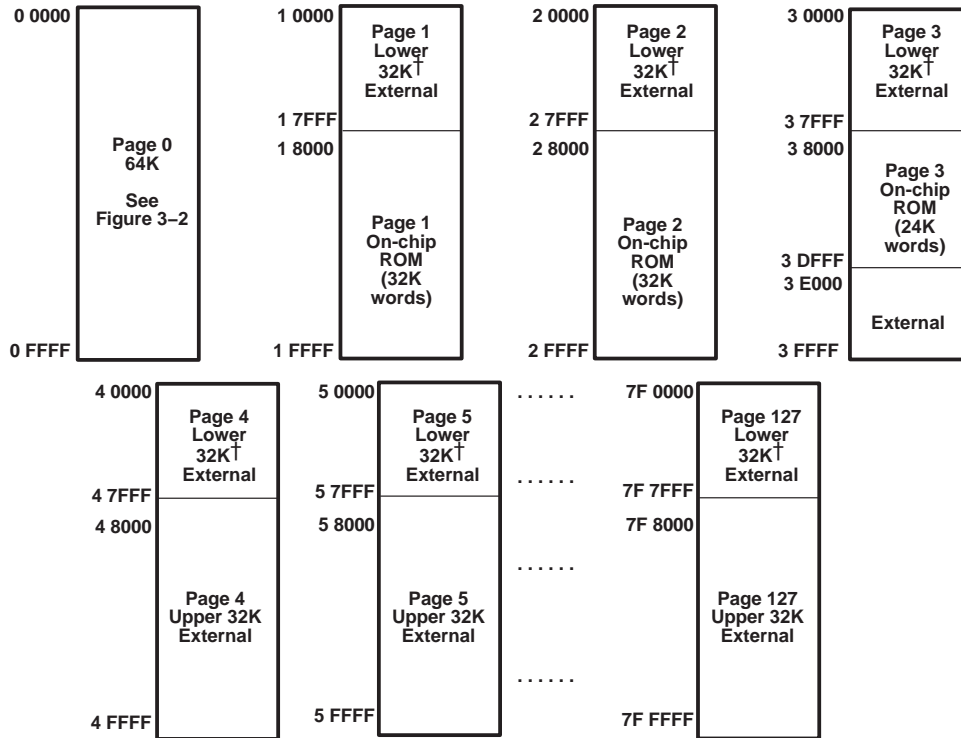 0 0000
Page 0
64K
See
Figure 3–2
0 FFFF
1 0000
Page 1
Lower
32K†
External
1 7FFF
1 8000
Page 1
On-chip
ROM
(32K
words)
1 FFFF
2 0000
Page 2
Lower
32K†
External
2 7FFF
2 8000
Page 2
On-chip
ROM
(32K
words)
2 FFFF
3 0000
Page 3
Lower
32K†
External
3 7FFF
3 8000
Page 3
On-chip
ROM
(24K
words)
3 DFFF
3 E000
External
3 FFFF
4 0000
Page 4
Lower
32K†
External
4 7FFF
4 8000
Page 4
Upper 32K
External
4 FFFF
5 0000
Page 5
Lower
32K†
External
5 7FFF
5 8000
Page 5
Upper 32K
External
5 FFFF
. . . . . .
. . . . . .
. . . . . .
. . . . . .
7F 0000
Page 127
Lower
32K†
External
7F 7FFF
7F 8000
Page 127
Upper 32K
External
7F FFFF